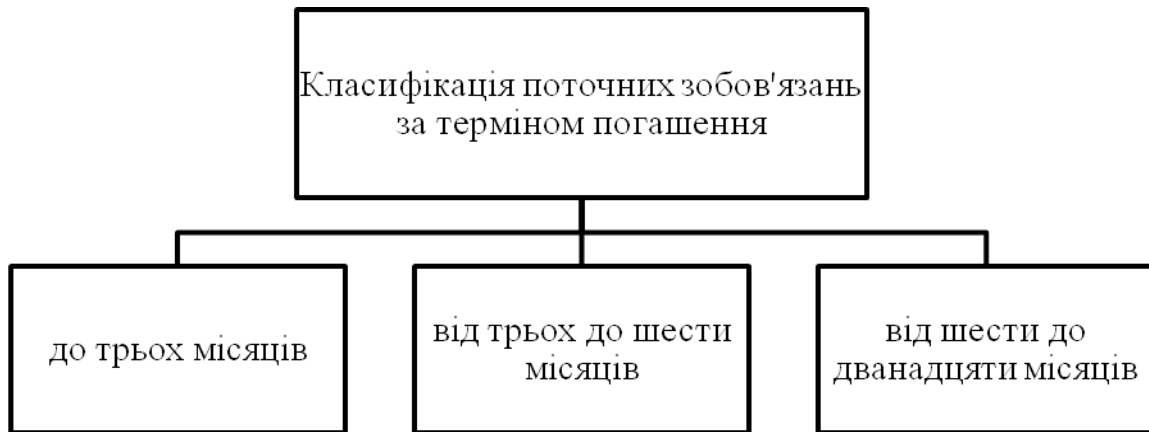 Класифікація поточних зобов'язань
за терміном погашення
до трьох місяців
від трьох до шести
місяців
від шести до
дванадцяти місяців